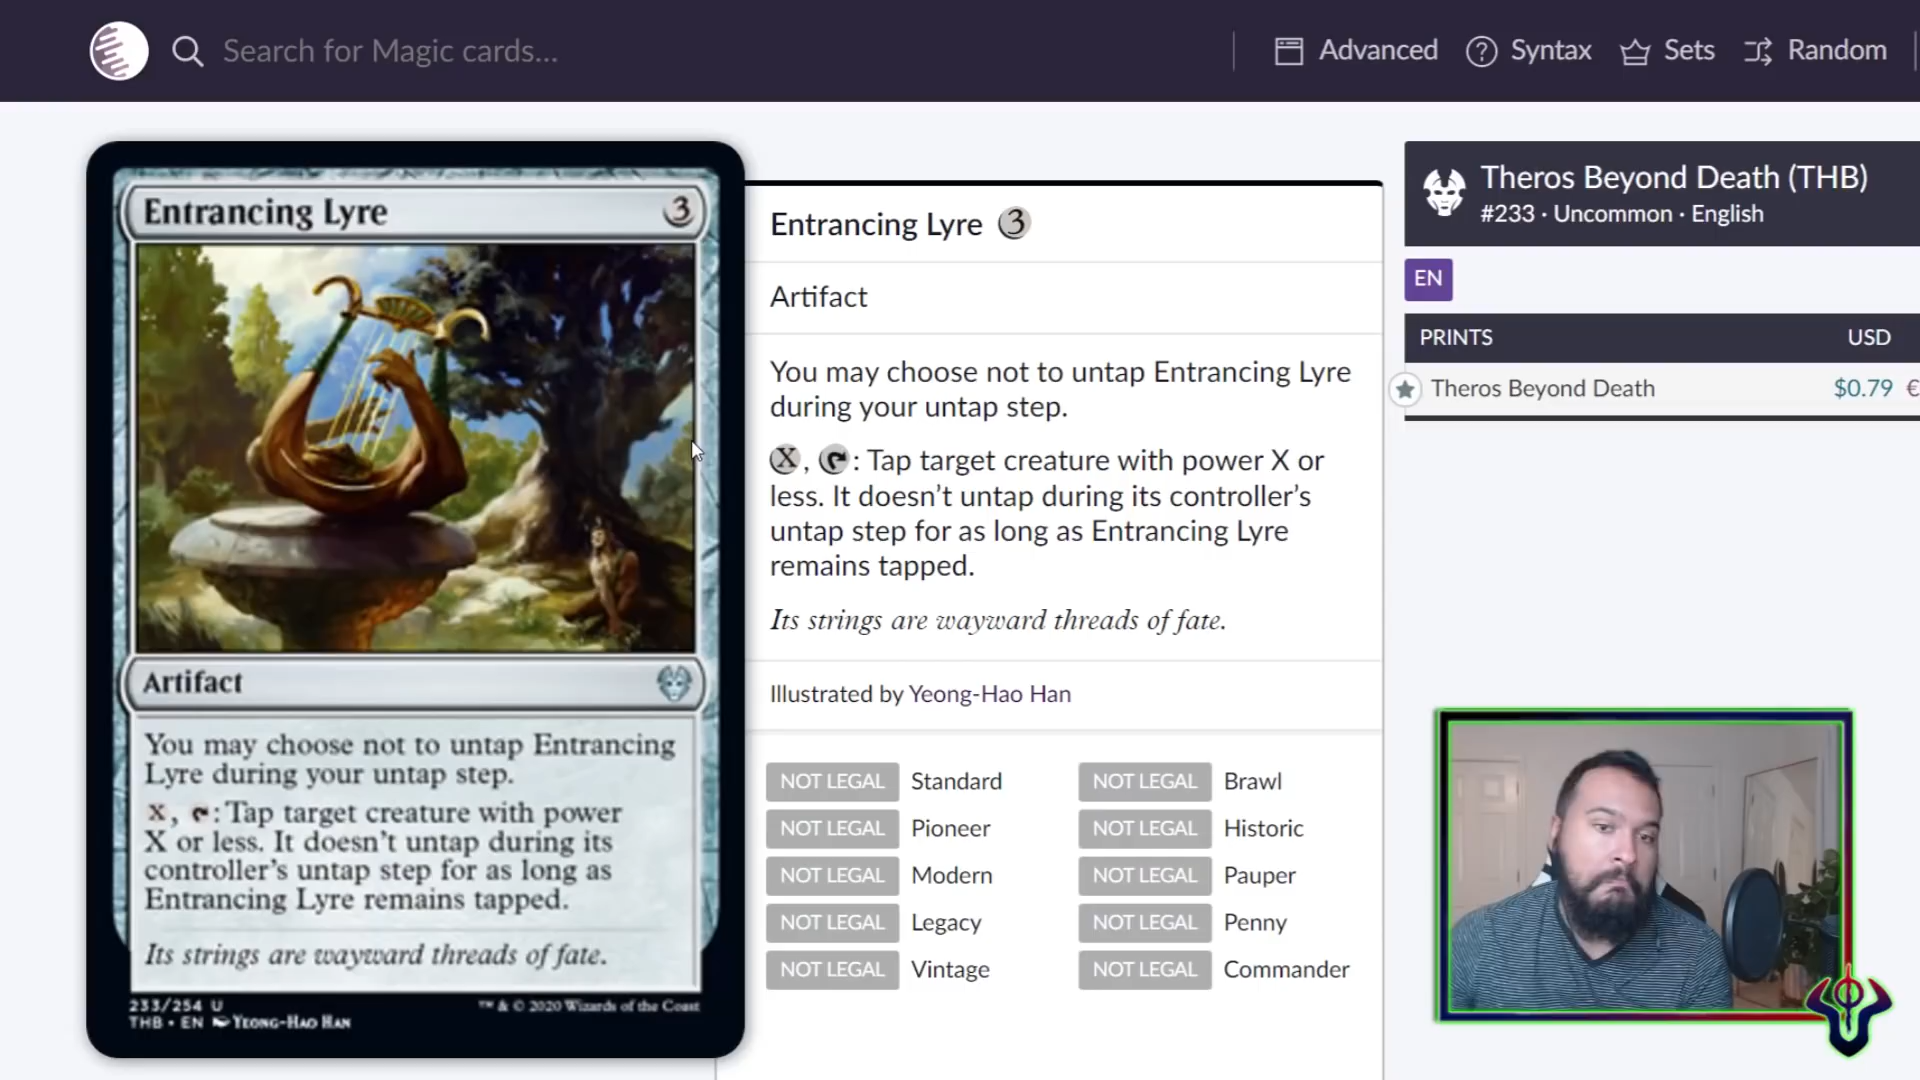 Search for Magic cards...
Advanced
Syntax
Sets
Random
Entrancing Lyre 3
Artifact
You may choose not to untap Entrancing
Lyre during your untap step.
X, : Tap target creature with power
X or less. It doesn't untap during its
controller's untap step for as long as
Entrancing Lyre remains tapped.
Its strings are wayward threads of fate.
233/254 U
™ & © 2020 Wizards of the Coast
THB • EN Yeong-Hao Han
Entrancing Lyre 3
Artifact
You may choose not to untap Entrancing Lyre
during your untap step.
X, : Tap target creature with power X or
less. It doesn't untap during its controller's
untap step for as long as Entrancing Lyre
remains tapped.
Its strings are wayward threads of fate.
Illustrated by Yeong-Hao Han
NOT LEGAL Standard NOT LEGAL Brawl
NOT LEGAL Pioneer NOT LEGAL Historic
NOT LEGAL Modern NOT LEGAL Pauper
NOT LEGAL Legacy NOT LEGAL Penny
NOT LEGAL Vintage NOT LEGAL Commander
Theros Beyond Death (THB)
#233 · Uncommon · English
EN
PRINTS USD
Theros Beyond Death $0.79 €